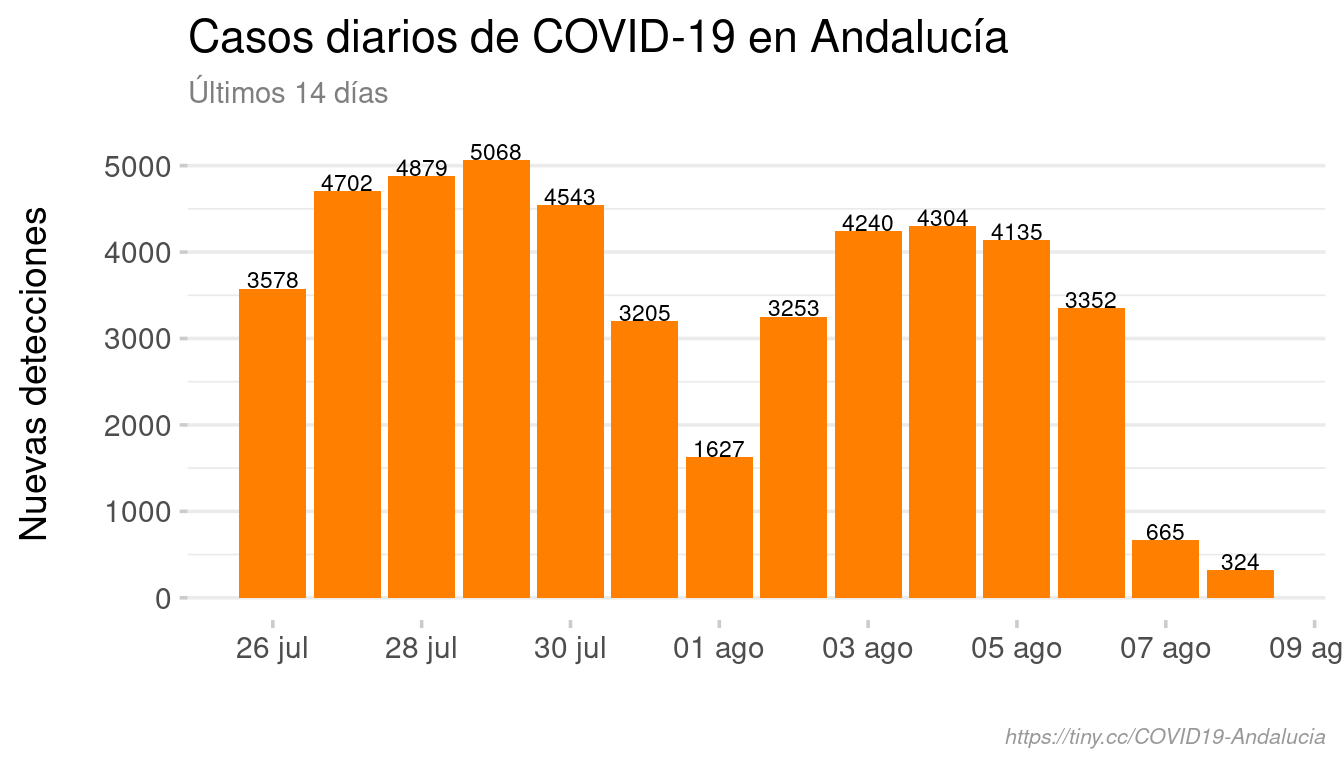 Casos diarios de COVID-19 en Andalucía
Últimos 14 días
Nuevas detecciones
5000
4000
3000
2000
1000
0
3578
4702
4879
5068
4543
3205
1627
3253
4240
4304
4135
3352
665
324
26 jul
28 jul
30 jul
01 ago
03 ago
05 ago
07 ago
09 ag
https://tiny.cc/COVID19-Andalucia